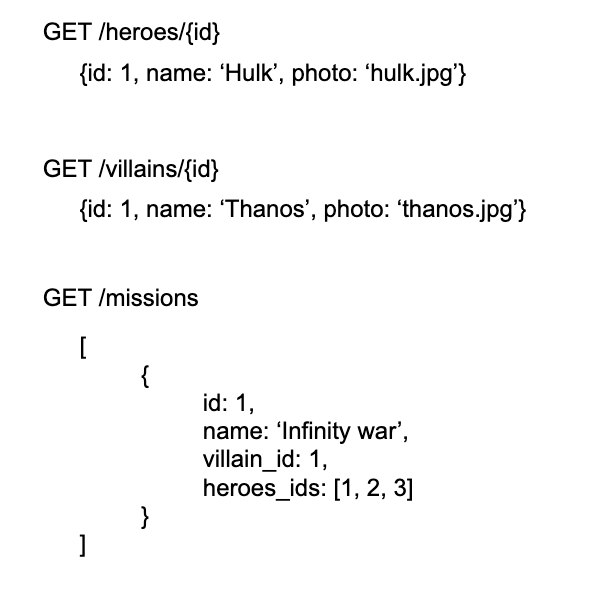 GET /heroes/{id}
{id: 1, name: ‘Hulk’, photo: ‘hulk.jpg’}
GET /villains/{id}
{id: 1, name: ‘Thanos’, photo: ‘thanos.jpg’}
GET /missions
[
{
id: 1,
name: ‘Infinity war’,
villain_id: 1,
heroes_ids: [1, 2, 3]
}
]